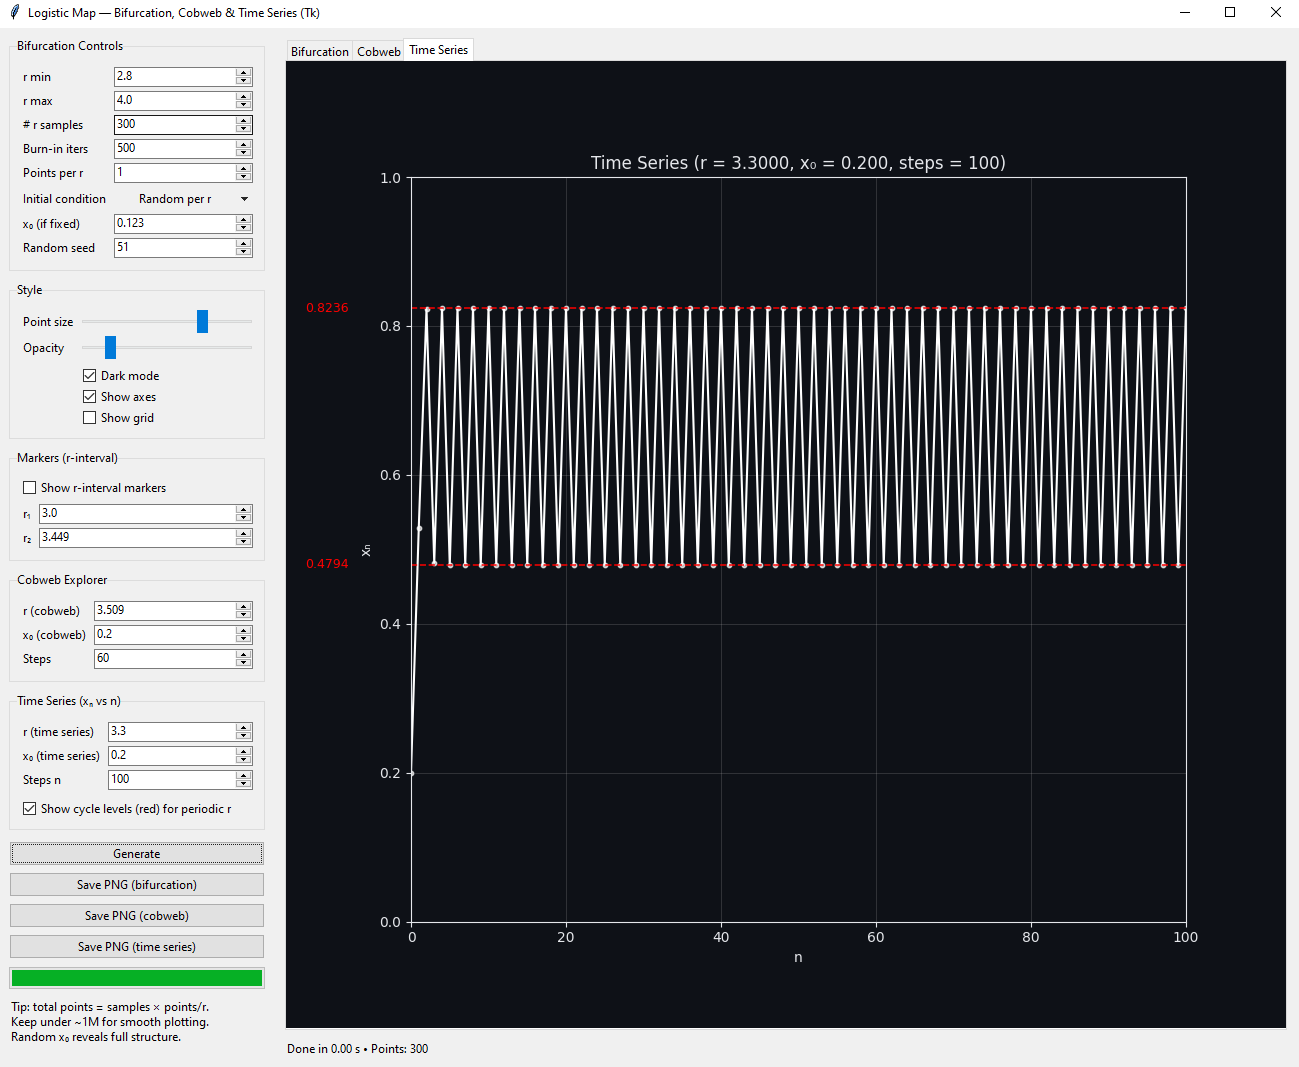 Logistic Map — Bifurcation, Cobweb & Time Series (Tk)
Bifurcation Controls
r min 2.8
r max 4.0
# r samples 300
Burn-in iters 500
Points per r 1
Initial condition Random per r
x₀ (if fixed) 0.123
Random seed 51
Style
Point size
Opacity
Dark mode
Show axes
Show grid
Markers (r-interval)
Show r-interval markers
r₁ 3.0
r₂ 3.449
Cobweb Explorer
r (cobweb) 3.509
x₀ (cobweb) 0.2
Steps 60
Time Series (xₙ vs n)
r (time series) 3.3
x₀ (time series) 0.2
Steps n 100
Show cycle levels (red) for periodic r
Generate
Save PNG (bifurcation)
Save PNG (cobweb)
Save PNG (time series)
Tip: total points = samples × points/r.
Keep under ~1M for smooth plotting.
Random x₀ reveals full structure.
Bifurcation Cobweb Time Series
Time Series (r = 3.3000, x₀ = 0.200, steps = 100)
1.0
0.8236
0.8
0.6
xₙ
0.4794
0.4
0.2
0.0
0 20 40 60 80 100
n
Done in 0.00 s • Points: 300